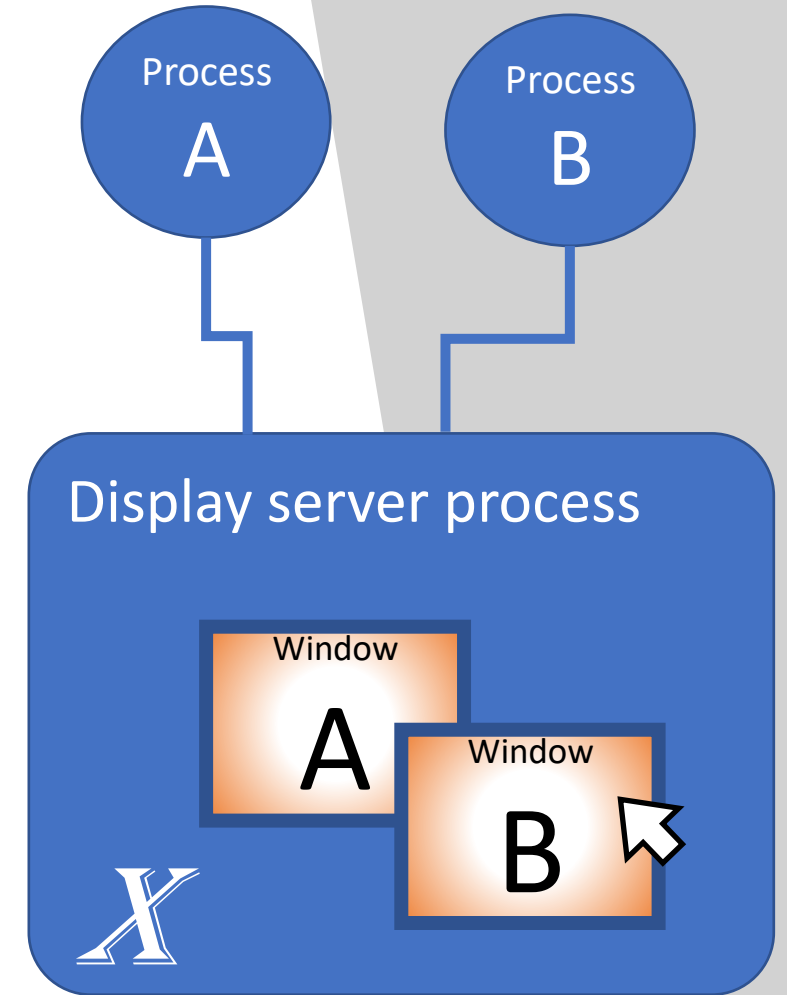 Process
A
Process
B
Display server process
Window
A
Window
B
X